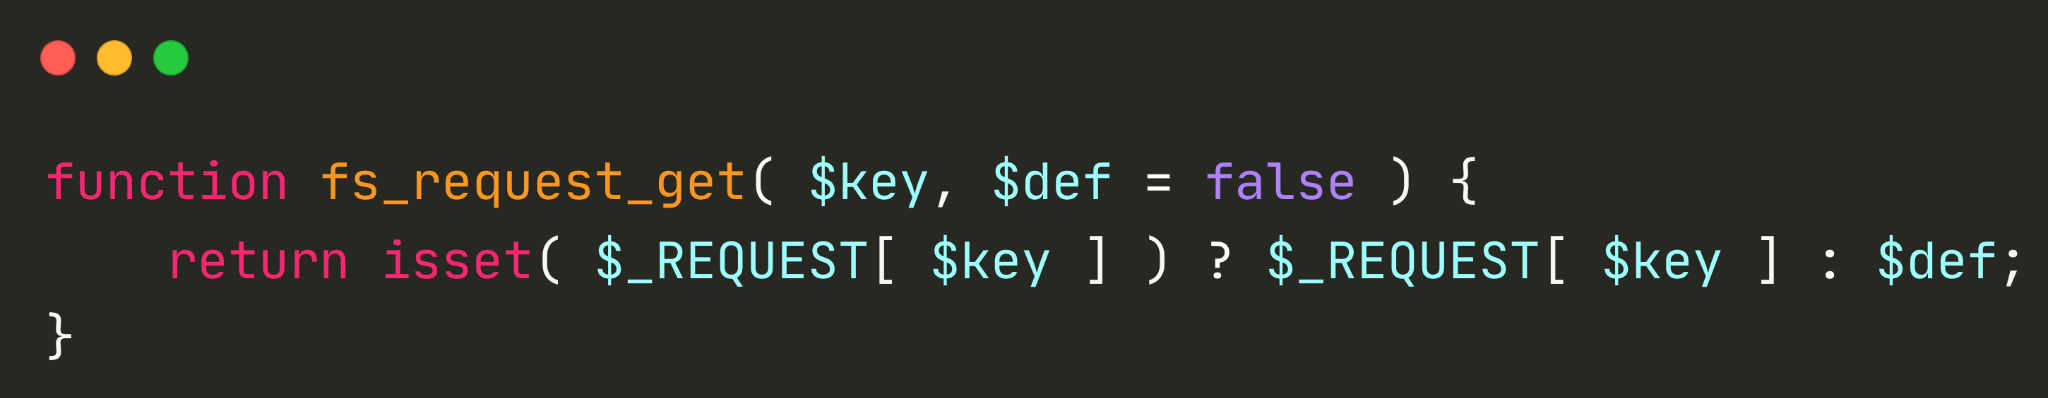 function fs_request_get( $key, $def = false ) {
    return isset( $_REQUEST[ $key ] ) ? $_REQUEST[ $key ] : $def;
}